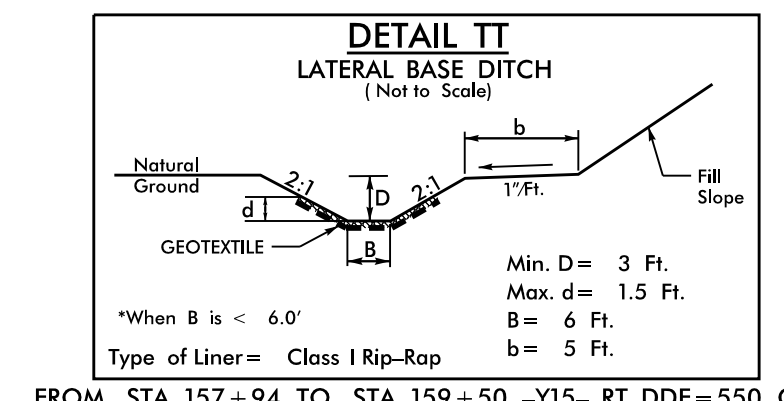 DETAIL TT
LATERAL BASE DITCH
( Not to Scale)
b
Natural
Ground
2:1
D
2:1
1"/Ft.
Fill
Slope
d
GEOTEXTILE
B
Min. D= 3 Ft.
Max. d= 1.5 Ft.
*When B is < 6.0'
B= 6 Ft.
b= 5 Ft.
Type of Liner= Class I Rip-Rap
FROM STA 157+94 TO STA 159+50 -Y15- RT DDE=550